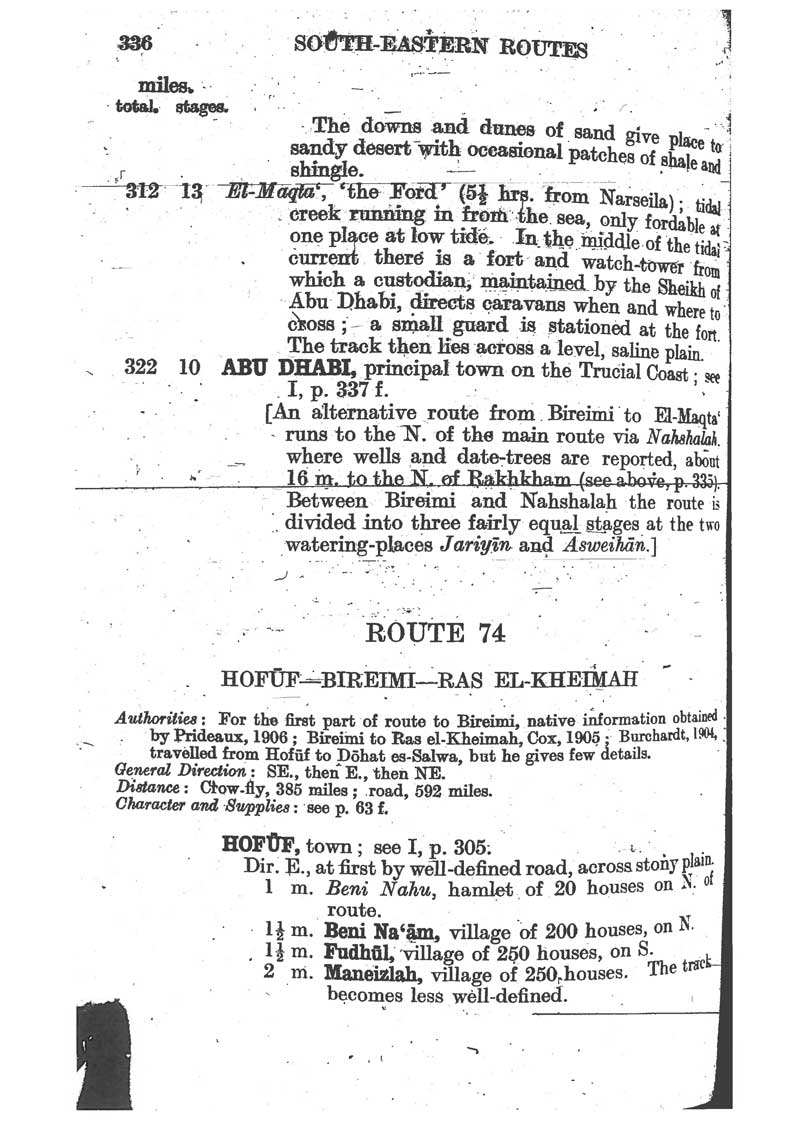 336 SOUTH-EASTERN ROUTES
miles.
total. stages.
The downs and dunes of sand give place to
sandy desert with occasional patches of shale and
shingle.
312 13 El-Maqta‘, ‘the Ford’ (5½ hrs. from Narseila); tidal
creek running in from the sea, only fordable at
one place at low tide. In the middle of the tidal
current there is a fort and watch-tower from
which a custodian, maintained by the Sheikh of
Abu Dhabi, directs caravans when and where to
cross; a small guard is stationed at the fort.
The track then lies across a level, saline plain.
322 10 ABU DHABI, principal town on the Trucial Coast; see
I, p. 337 f.
[An alternative route from Bireimi to El-Maqta‘
runs to the N. of the main route via Nahshalah,
where wells and date-trees are reported, about
16 m. to the N. of Rakhkham (see above, p. 335).
Between Bireimi and Nahshalah the route is
divided into three fairly equal stages at the two
watering-places Jariyīn and Asweihān.]
ROUTE 74
HOFŪF—BIREIMI—RAS EL-KHEIMAH
Authorities: For the first part of route to Bireimi, native information obtained
by Prideaux, 1906; Bireimi to Ras el-Kheimah, Cox, 1905; Burchardt, 1904,
travelled from Hofūf to Dōhat es-Salwa, but he gives few details.
General Direction: SE., then E., then NE.
Distance: Crow-fly, 385 miles; road, 592 miles.
Character and Supplies: see p. 63 f.
HOFŪF, town; see I, p. 305.
Dir. E., at first by well-defined road, across stony plain.
1 m. Beni Nahu, hamlet of 20 houses on N. of
route.
1½ m. Beni Na‘ām, village of 200 houses, on N.
1½ m. Fudhūl, village of 250 houses, on S.
2 m. Maneizlah, village of 250 houses. The track
becomes less well-defined.